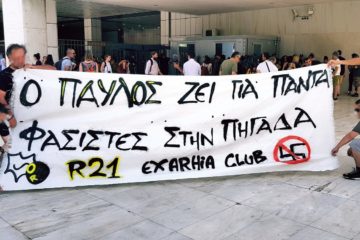 Ο ΠΑΥΛΟΣ ΖΕΙ ΓΙΑ ΠΑΝΤΑ
ΦΑΣΙΣΤΕΣ ΣΤΗΝ ΠΗΓΑΔΑ
R21 EXARHIA CLUB